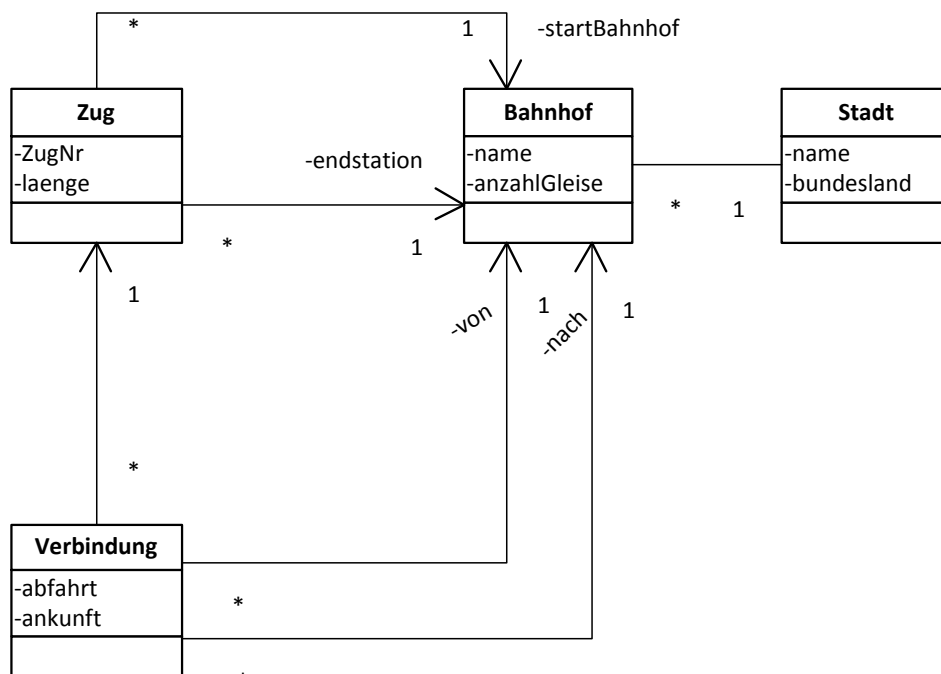 * 1 -startBahnhof
Zug
-ZugNr
-laenge
Bahnhof
-name
-anzahlGleise
Stadt
-name
-bundesland
-endstation
* 1
* 1
1
-von
1
-nach
1
*
Verbindung
-abfahrt
-ankunft
*